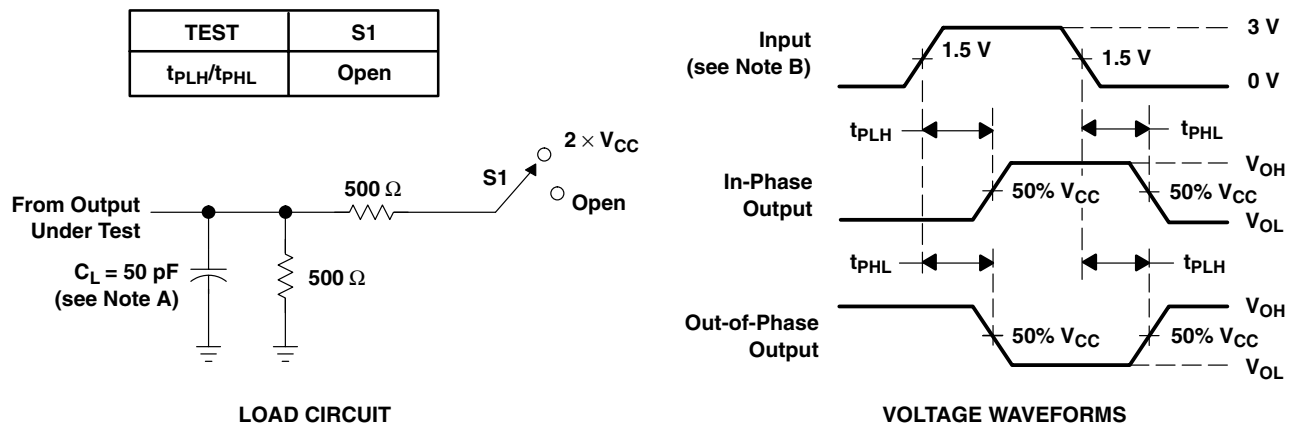 TEST S1
tPLH/tPHL Open
2 × VCC
S1
Open
500 Ω
From Output
Under Test
CL = 50 pF
(see Note A)
500 Ω
LOAD CIRCUIT
Input
(see Note B)
1.5 V
1.5 V
3 V
0 V
tPLH
tPHL
In-Phase
Output
50% VCC
50% VCC
VOH
VOL
tPHL
tPLH
Out-of-Phase
Output
50% VCC
50% VCC
VOH
VOL
VOLTAGE WAVEFORMS